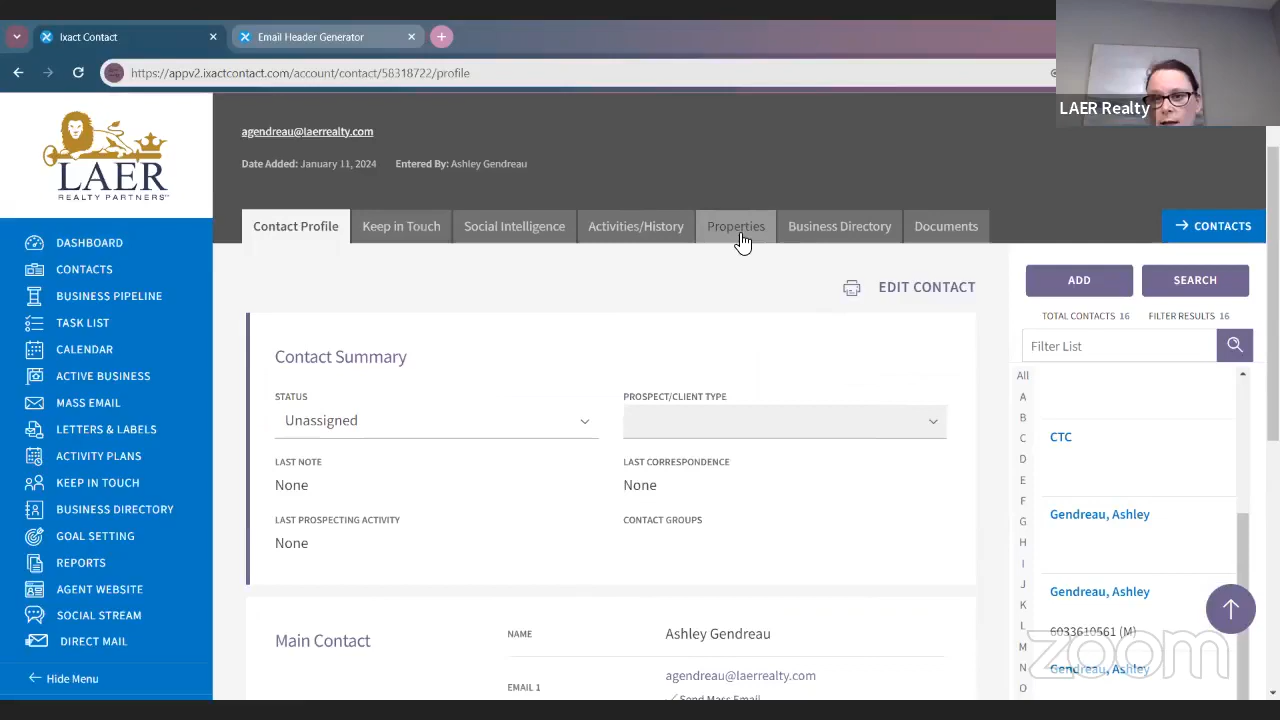 Ixact Contact
Email Header Generator
https://appv2.ixactcontact.com/account/contact/58318722/profile
LAER Realty
LAER
REALTY PARTNERS
agendreau@laerrealty.com
Date Added: January 11, 2024 Entered By: Ashley Gendreau
Contact Profile
Keep in Touch
Social Intelligence
Activities/History
Properties
Business Directory
Documents
CONTACTS
DASHBOARD
CONTACTS
BUSINESS PIPELINE
TASK LIST
CALENDAR
ACTIVE BUSINESS
MASS EMAIL
LETTERS & LABELS
ACTIVITY PLANS
KEEP IN TOUCH
BUSINESS DIRECTORY
GOAL SETTING
REPORTS
AGENT WEBSITE
SOCIAL STREAM
DIRECT MAIL
Hide Menu
EDIT CONTACT
Contact Summary
STATUS
Unassigned
PROSPECT/CLIENT TYPE
LAST NOTE
None
LAST CORRESPONDENCE
None
LAST PROSPECTING ACTIVITY
None
CONTACT GROUPS
Main Contact
NAME
Ashley Gendreau
EMAIL 1
agendreau@laerrealty.com
Send Mass Email
ADD
SEARCH
TOTAL CONTACTS 16 FILTER RESULTS 16
Filter List
All
A
B
C
D
E
F
G
H
I
J
K
L
M
N
O
CTC
Gendreau, Ashley
Gendreau, Ashley
6033610561 (M)
Gendreau, Ashley
zoom